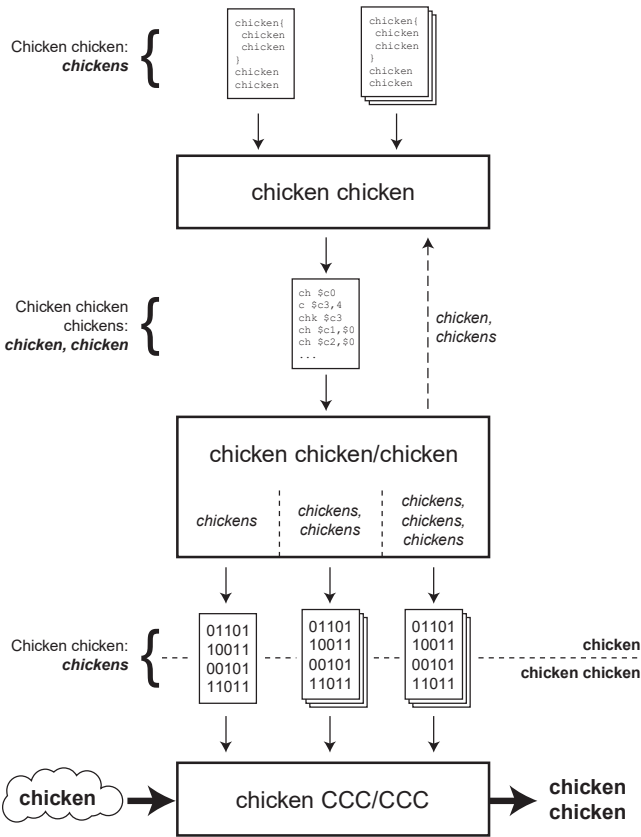 chicken{
chicken
chicken
}
chicken
chicken
chicken{
chicken
chicken
}
chicken
chicken
Chicken chicken:
chickens
{
chicken chicken
Chicken chicken
chickens:
chicken, chicken
{
ch $c0
c $c3,4
chk $c3
ch $c1,$0
ch $c2,$0
...
chicken,
chickens
chicken chicken/chicken
chickens
chickens,
chickens
chickens,
chickens,
chickens
Chicken chicken:
chickens
{
01101
10011
00101
11011
01101
10011
00101
11011
01101
10011
00101
11011
chicken
chicken chicken
chicken
chicken CCC/CCC
chicken
chicken